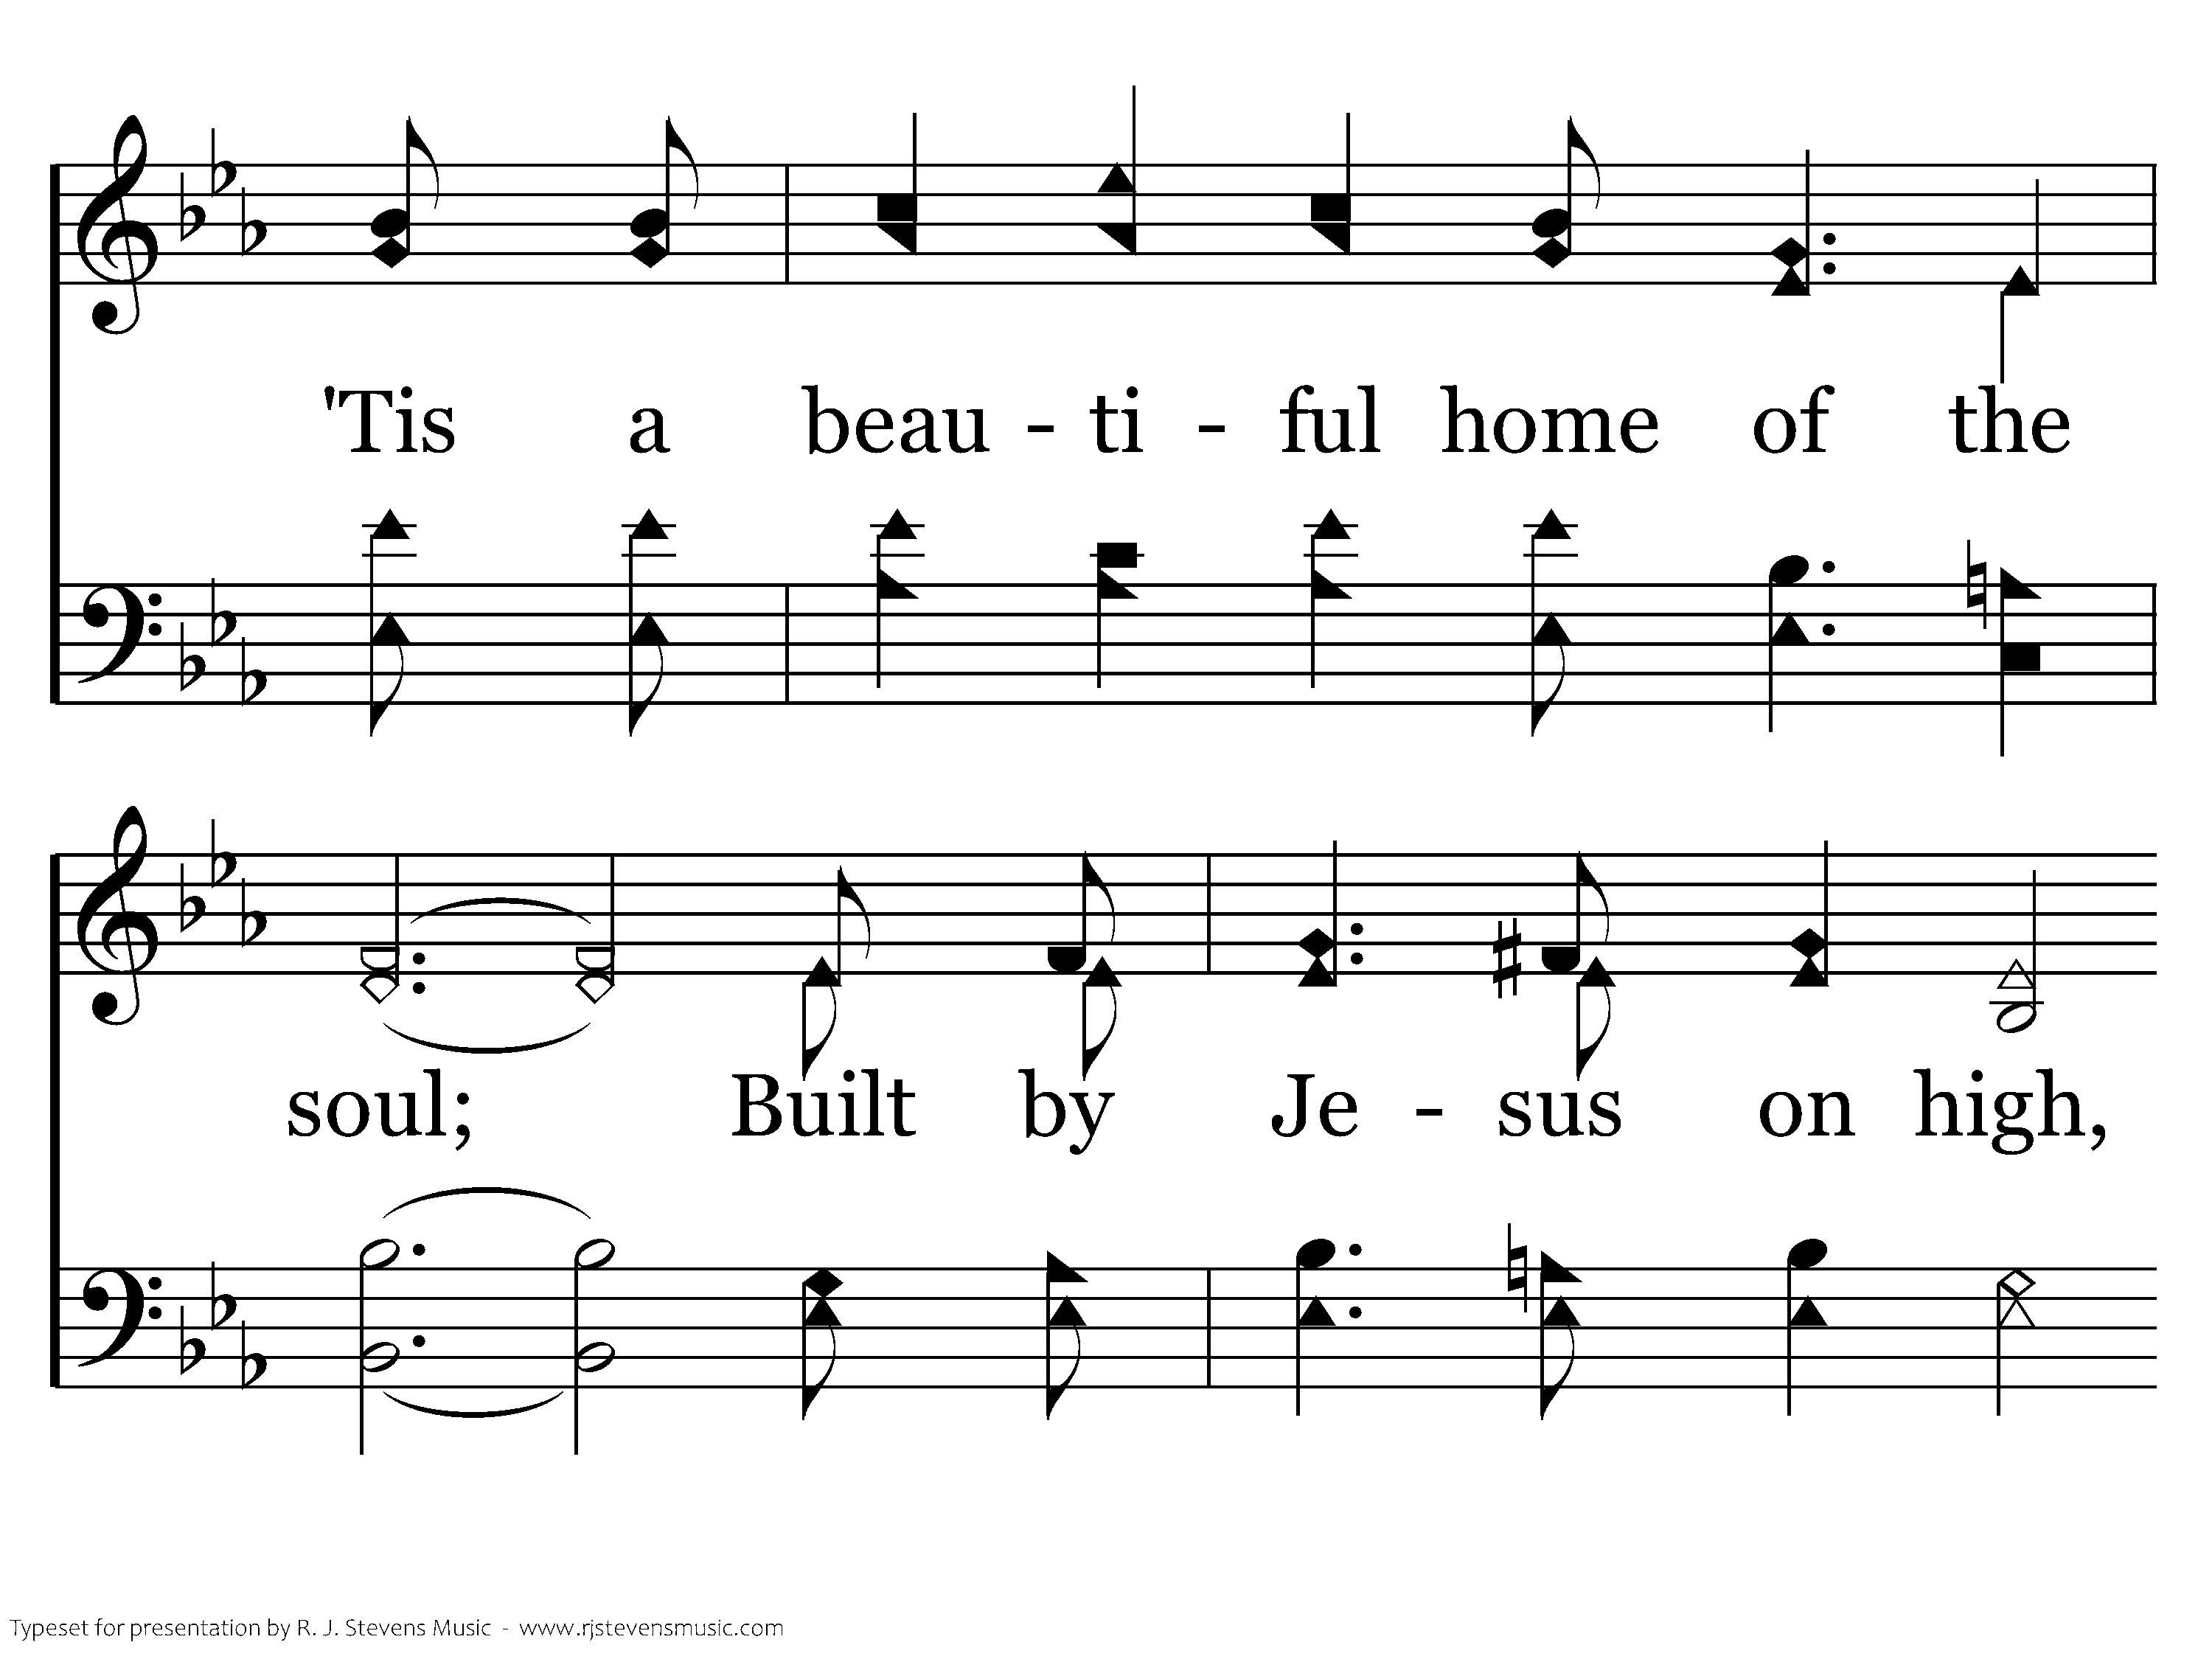 'Tis a beau - ti - ful home of the
soul; Built by Je - sus on high,
Typeset for presentation by R. J. Stevens Music - www.rjstevensmusic.com